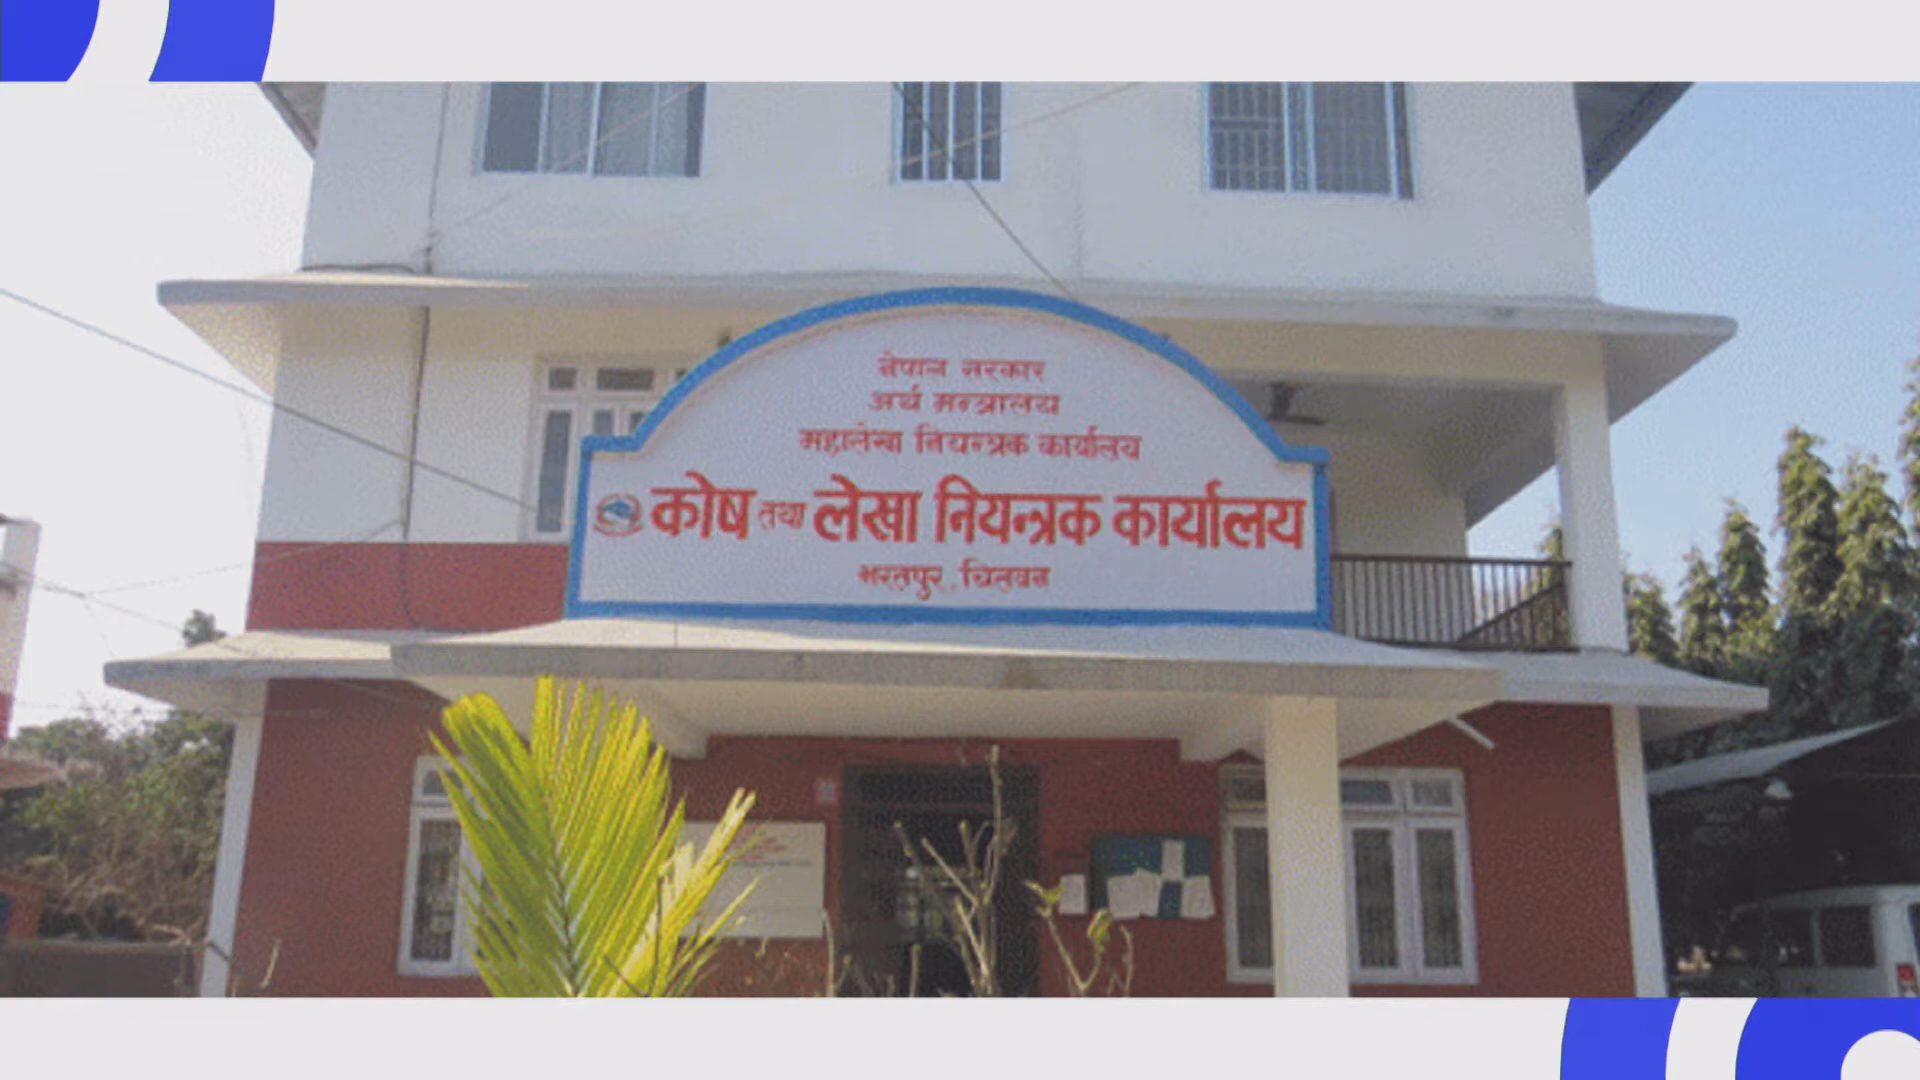 नेपाल सरकार
अर्थ मन्त्रालय
महालेखा नियन्त्रक कार्यालय
कोष तथा लेखा नियन्त्रक कार्यालय
भरतपुर, चितवन